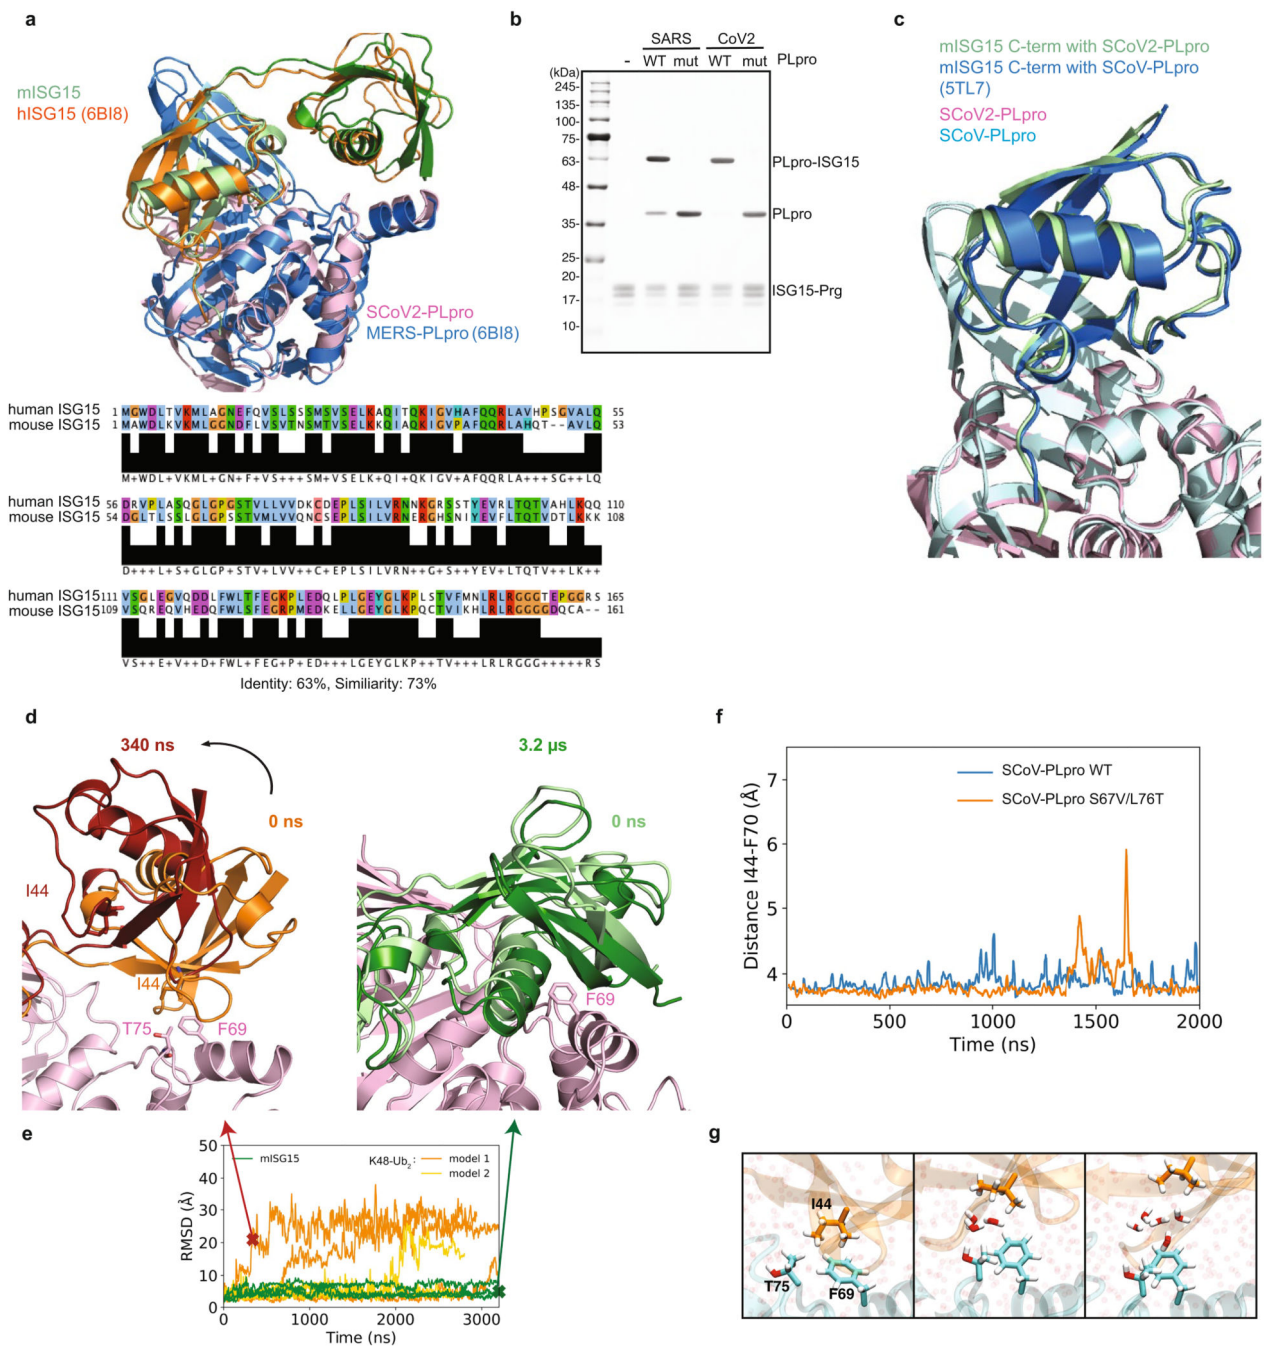 a
mISG15
hISG15 (6BI8)
SCoV2-PLpro
MERS-PLpro (6BI8)
human ISG15 1 MGWDLTVKMLAGNEFQVSLSSSMSVSELKAQITQKIGVHAFQQRLAVHPSGVALQ 55
mouse ISG15 1 MAWDLKVKMLGGNDFLVSVTNSMTVSELKKQIAQKIGVPAFQQRLAHQT--AVLQ 53
M+WDL+VKML+GN+F+VS+++SM+VSELK+QI+QKIGV+AFQQRLA+++SG++LQ
human ISG15 56 DRVPLASQGLGPGSTVLLVVDKCDEPLSILVRNNKGRSSTYEVRLTQTVAHLKQQ 110
mouse ISG15 54 DGLTLSSLGLGPSSTVMLVVQNCSEPLSILVRNERGHSNIYEVFLTQTVDTLKKK 108
D+++L+S+GLGP+STV+LVV++C+EPLSILVRN++G+S++YEV+LTQTV++LK++
human ISG15 111 VSGLEGVQDDLFWLTFEGKPLEDQLPLGEYGLKPLSTVFMNLRLRGGGTEPGGRS 165
mouse ISG15 109 VSQREQVHEDQFWLSFEGRPMEDKELLGEYGLKPQCTVIKHLRLRGGGGDQCA-- 161
VS++E+V++D+FWL+FEG+P+ED+++LGEYGLKP++TV+++LRLRGGG+++++RS
Identity: 63%, Similiarity: 73%
b
SARS CoV2
- WT mut WT mut PLpro
(kDa)
245-
135-
100-
75-
63-
48-
35-
25-
20-
17-
10-
PLpro-ISG15
PLpro
ISG15-Prg
c
mISG15 C-term with SCoV2-PLpro
mISG15 C-term with SCoV-PLpro
(5TL7)
SCoV2-PLpro
SCoV-PLpro
d
340 ns
0 ns
I44
I44
T75 F69
3.2 µs
0 ns
F69
e
mISG15 K48-Ub2: model 1
model 2
RMSD (Å)
50
40
30
20
10
0
0 1000 2000 3000
Time (ns)
f
SCoV-PLpro WT
SCoV-PLpro S67V/L76T
Distance I44-F70 (Å)
7
6
5
4
0 500 1000 1500 2000
Time (ns)
g
I44
T75
F69